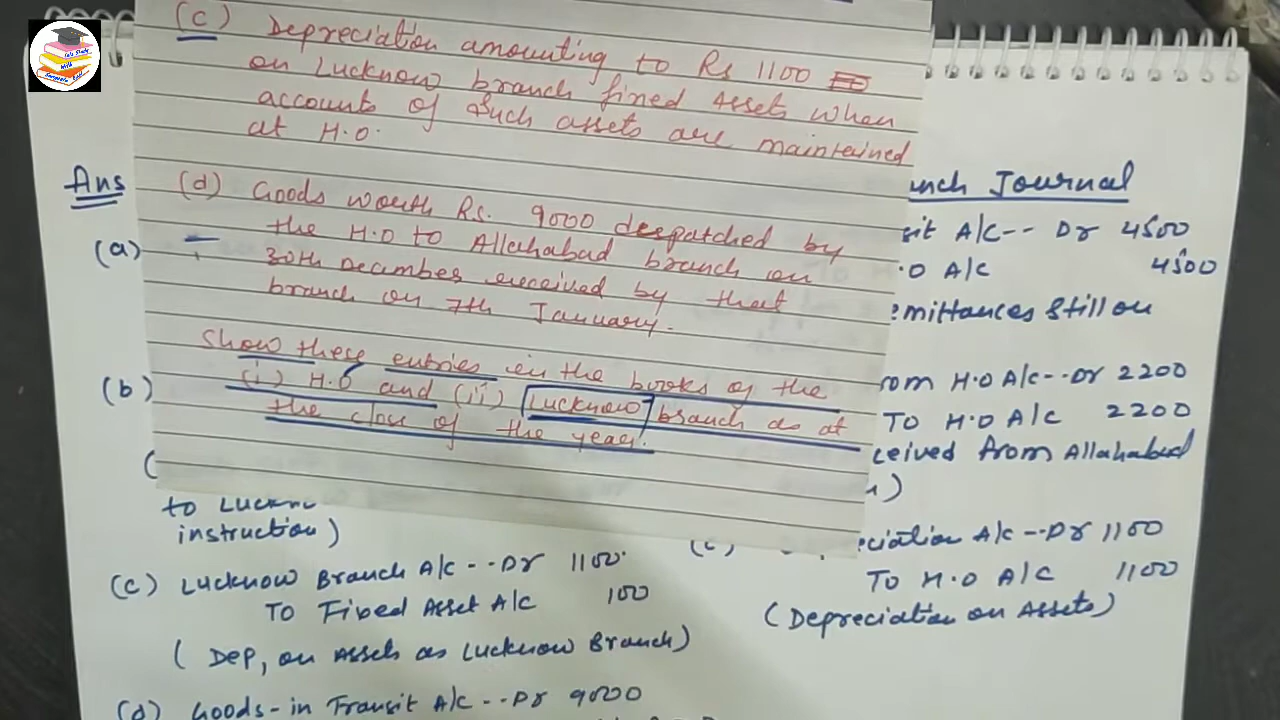 (c) Depreciation amounting to Rs 1100
on Lucknow branch fixed Assets when
accounts of such assets are maintained
at H.O.
(d) Goods worth Rs. 9000 despatched by
the H.O to Allahabad branch on
30th December received by that
branch on 7th January.
Show these entries in the books of the
(i) H.O and (ii) Lucknow branch as at
the close of the year.
Ans
(a)
(b)
(
to Luckn
instruction)
(c) Lucknow Branch A/c -- Dr 1100
To Fixed Asset A/c 100
( Dep, on Assets as Lucknow Branch)
(d) Goods-in Transit A/c -- Dr 9000
nch Journal
sit A/c -- Dr 4500
.O A/c 4500
emittances still on
rom H.O A/c -- Dr 2200
To H.O A/c 2200
ceived from Allahabad
)
(c) eciation A/c -- Dr 1100
To H.O A/c 1100
(Depreciation on Assets)